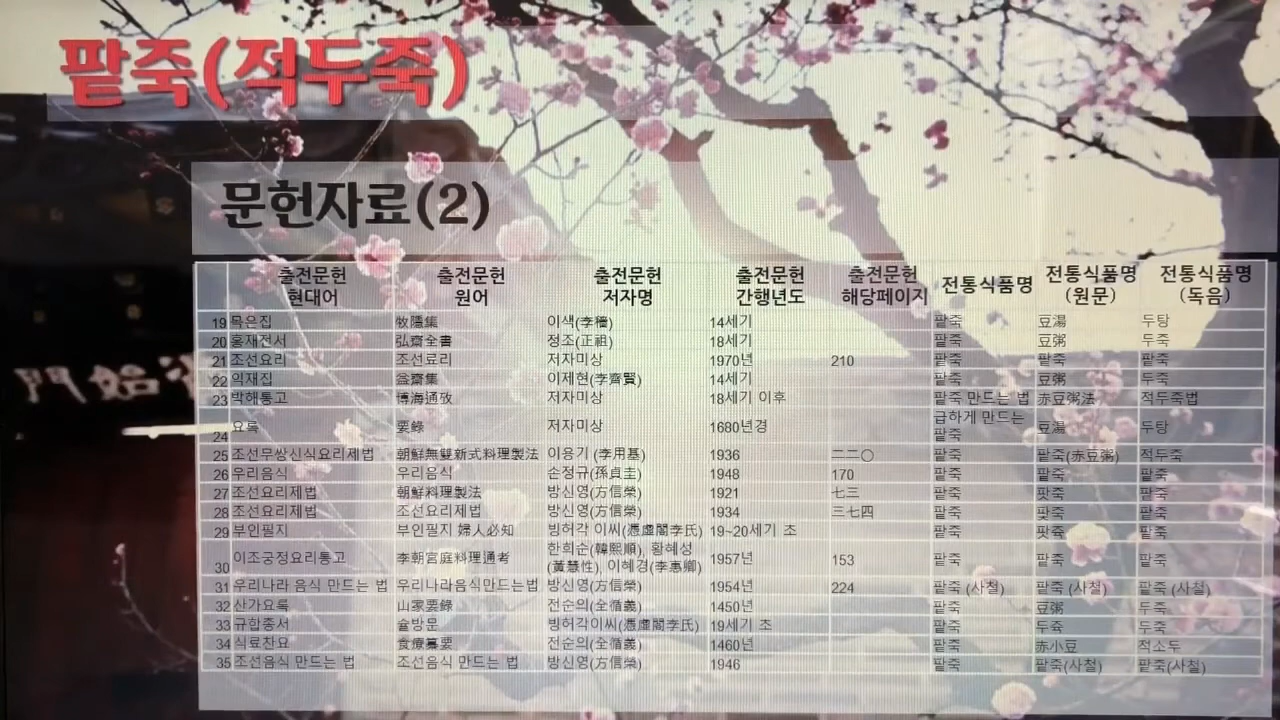 팥죽(적두죽)
문헌자료(2)
출전문헌 현대어 출전문헌 원어 출전문헌 저자명 출전문헌 간행년도 출전문헌 해당페이지 전통식품명 전통식품명 (원문) 전통식품명 (독음)
19 목은집 牧隱集 이색(李穡) 14세기 팥죽 豆湯 두탕
20 홍재전서 弘齋全書 정조(正祖) 18세기 팥죽 豆粥 두죽
21 조선요리 조선료리 저자미상 1970년 210 팥죽 팥죽 팥죽
22 익재집 益齋集 이제현(李齊賢) 14세기 팥죽 豆粥 두죽
23 박해통고 博海通攷 저자미상 18세기 이후 팥죽 만드는 법 赤豆粥法 적두죽법
24 요록 要錄 저자미상 1680년경 급하게 만드는 팥죽 豆湯 두탕
25 조선무쌍신식요리제법 朝鮮無雙新式料理製法 이용기 (李用基) 1936 二二〇 팥죽 팥죽(赤豆粥) 적두죽
26 우리음식 우리음식 손정규(孫貞圭) 1948 170 팥죽 팥죽 팥죽
27 조선요리제법 朝鮮料理製法 방신영(方信榮) 1921 七三 팥죽 팟죽 팟죽
28 조선요리제법 조선요리제법 방신영(方信榮) 1934 三七四 팥죽 팟죽 팟죽
29 부인필지 부인필지 婦人必知 빙허각 이씨(憑虛閣李氏) 19~20세기 초 팥죽 팥죽 팥죽
30 이조궁정요리통고 李朝宮庭料理通考 한희순(韓熙順), 황혜성(黃慧性), 이혜경(李惠卿) 1957년 153 팥죽 팥죽 팥죽
31 우리나라 음식 만드는 법 우리나라음식만드는법 방신영(方信榮) 1954년 224 팥죽 (사철) 팥죽 (사철) 팥죽 (사철)
32 산가요록 山家要錄 전순의(全循義) 1450년 팥죽 豆粥 두죽
33 규합종서 술방문 빙허각이씨(憑虛閣李氏) 19세기 초 팥죽 두쥭 두죽
34 식료찬요 食療纂要 전순의(全循義) 1460년 팥죽 赤小豆 적소두
35 조선음식 만드는 법 조선음식 만드는 법 방신영(方信榮) 1946 팥죽 팥죽(사철) 팥죽(사철)